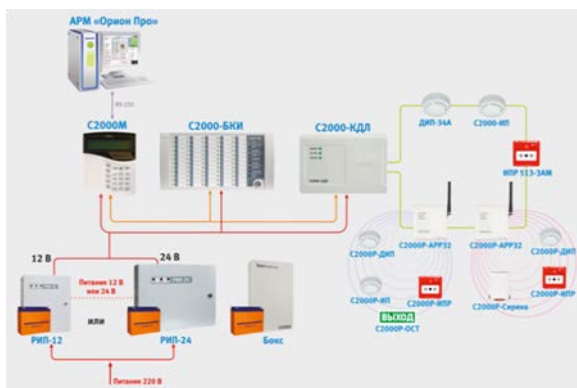 АРМ «Орион Про»
RS-232
С2000М
С2000-БКИ
С2000-КДЛ
ДИП-34А
С2000-ИП
ИПР 513-3АМ
С2000Р-АРР32
С2000Р-АРР32
С2000Р-ДИП
С2000Р-ДИП
С2000Р-ИП
С2000Р-ИПР
С2000Р-Сирена
С2000Р-ИПР
ВЫХОД
С2000Р-ОСТ
12 В
24 В
Питание 12 В
или 24 В
или
РИП-12
РИП-24
Бокс
Питание 220 В